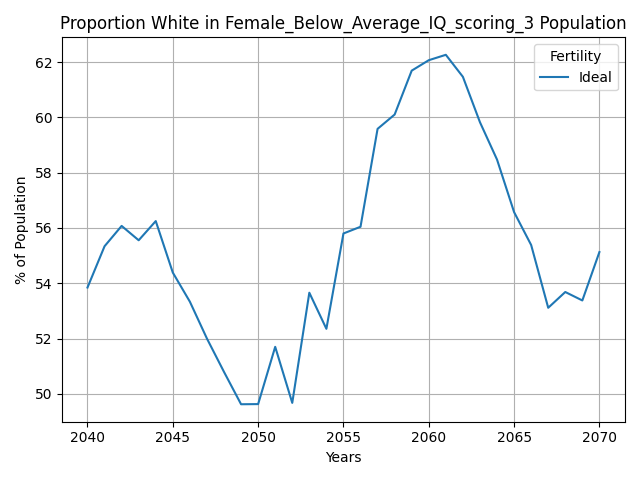 Proportion White in Female_Below_Average_IQ_scoring_3 Population
Fertility
Ideal
% of Population
62
60
58
56
54
52
50
2040 2045 2050 2055 2060 2065 2070
Years